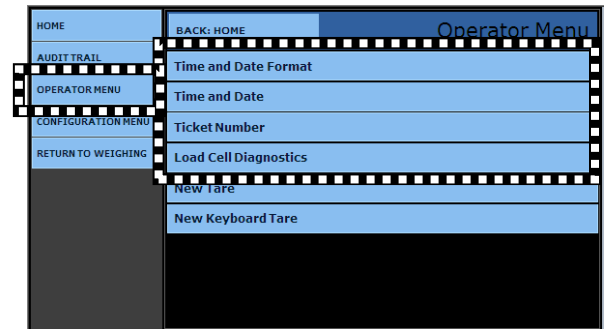 HOME
AUDIT TRAIL
OPERATOR MENU
CONFIGURATION MENU
RETURN TO WEIGHING
BACK: HOME
Operator Menu
Time and Date Format
Time and Date
Ticket Number
Load Cell Diagnostics
New Tare
New Keyboard Tare